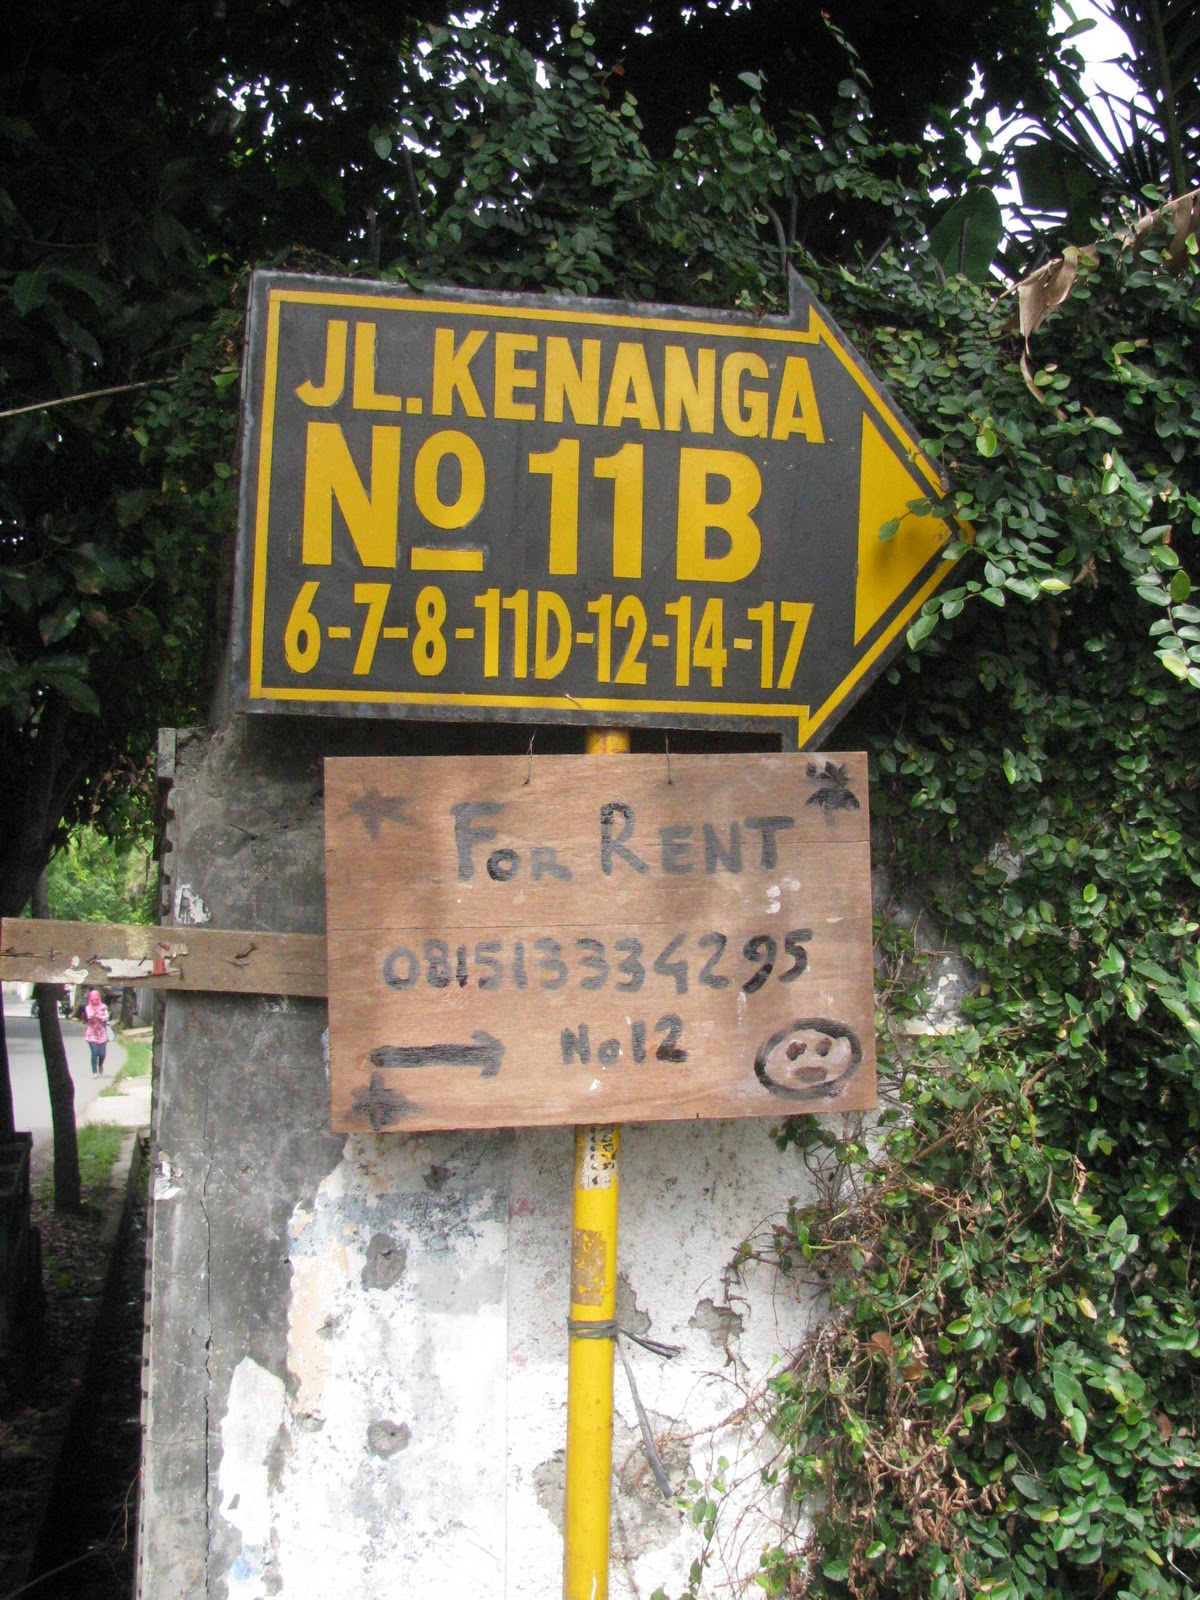 JL.KENANGA
No 11B
6-7-8-11D-12-14-17
FOR RENT
081513334295
No12